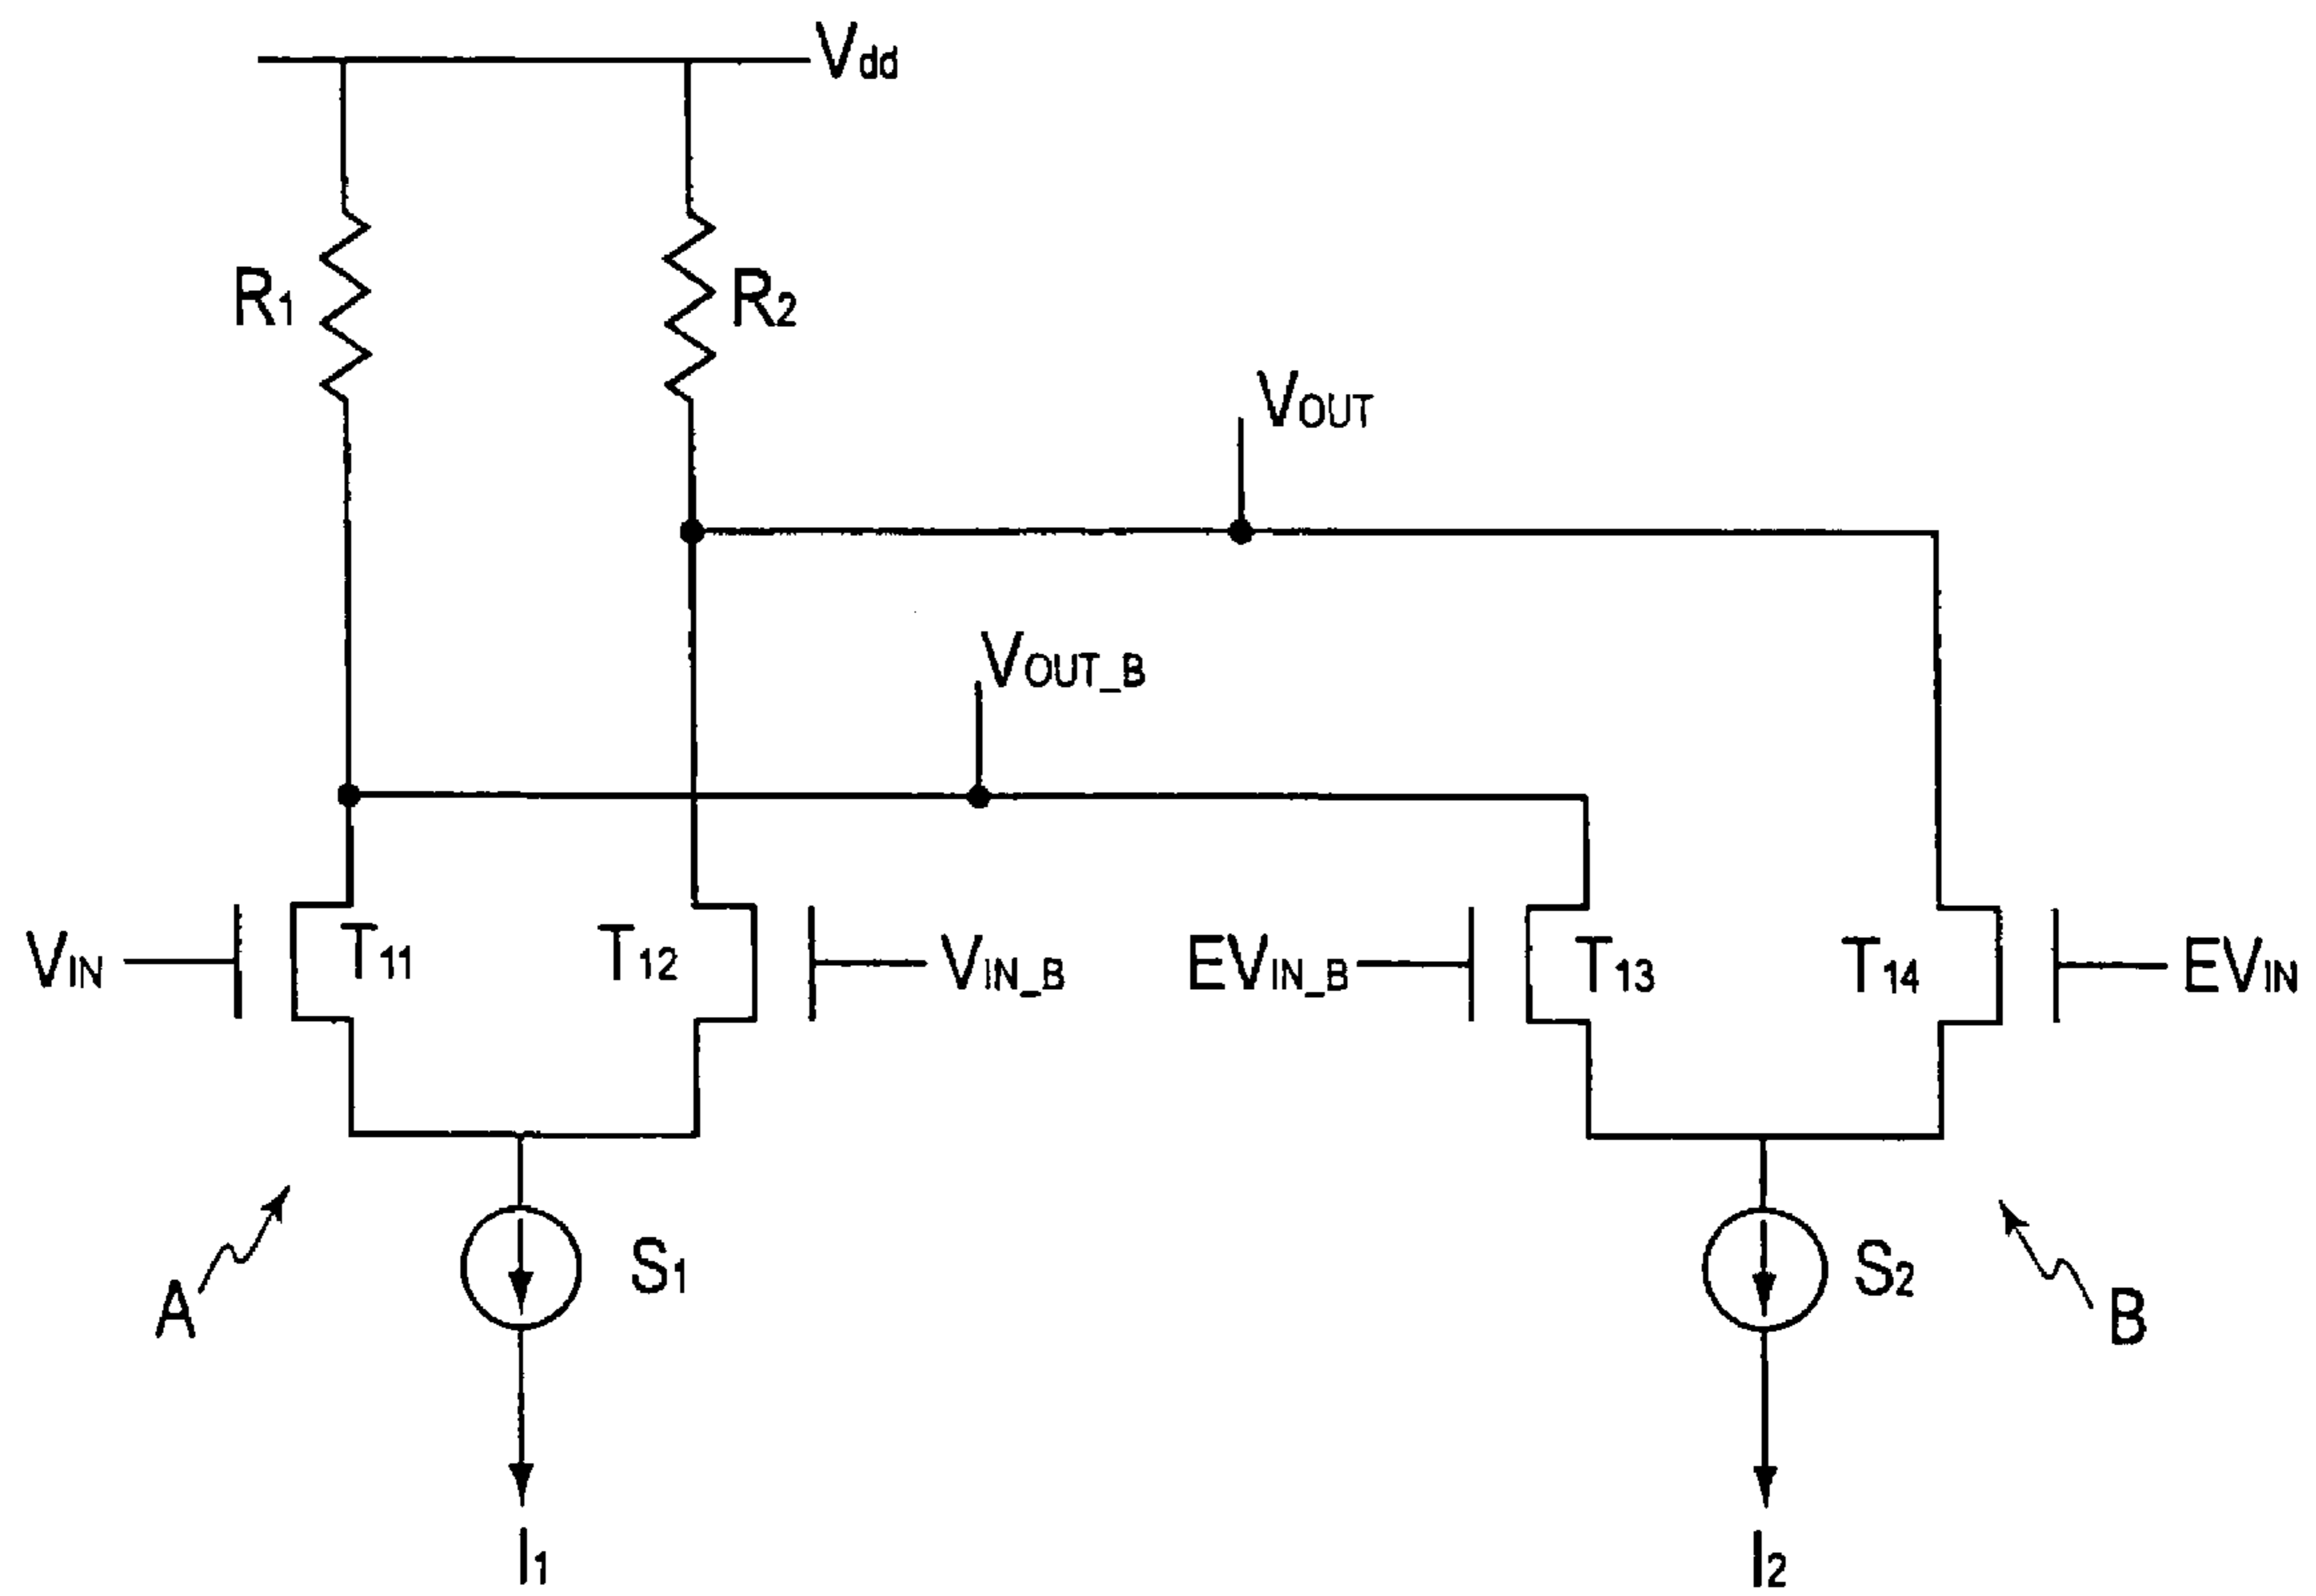 Vdd
R1
R2
VOUT
VOUT_B
VIN
T11
T12
VIN_B
EVIN_B
T13
T14
EVIN
S1
S2
A
B
I1
I2